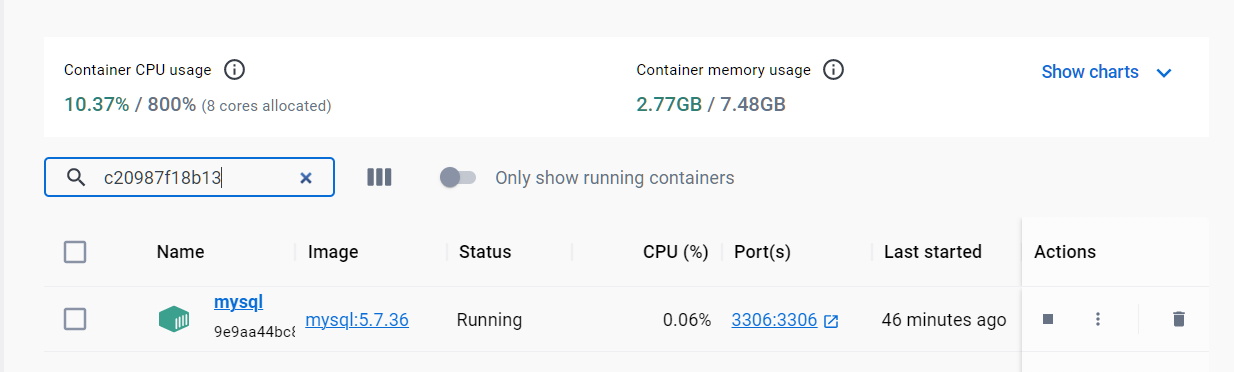 Container CPU usage
10.37% / 800% (8 cores allocated)
Container memory usage
2.77GB / 7.48GB
Show charts
c20987f18b13
Only show running containers
Name Image Status CPU (%) Port(s) Last started Actions
mysql
9e9aa44bc8
mysql:5.7.36 Running 0.06% 3306:3306 46 minutes ago